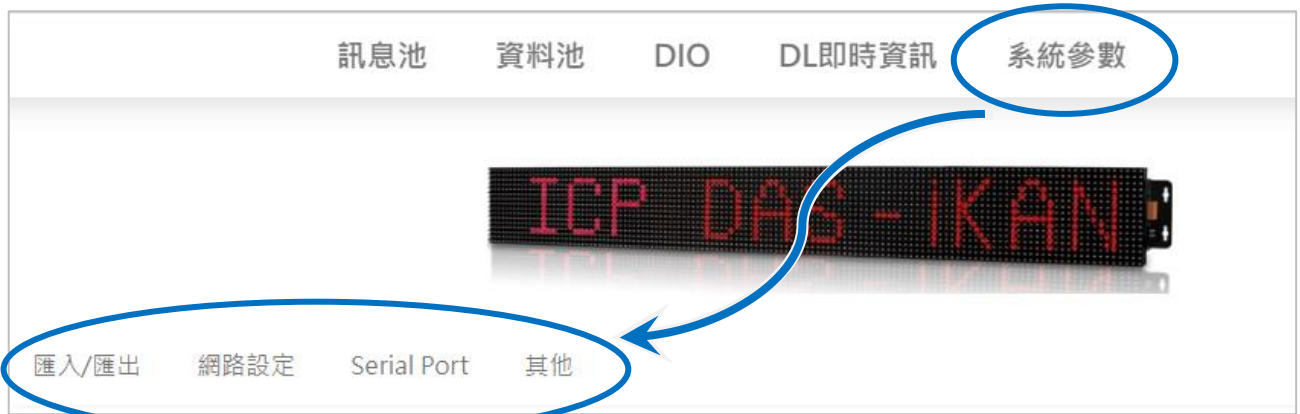 訊息池 資料池 DIO DL即時資訊 系統參數
ICP DAS-iKAN
匯入/匯出 網路設定 Serial Port 其他